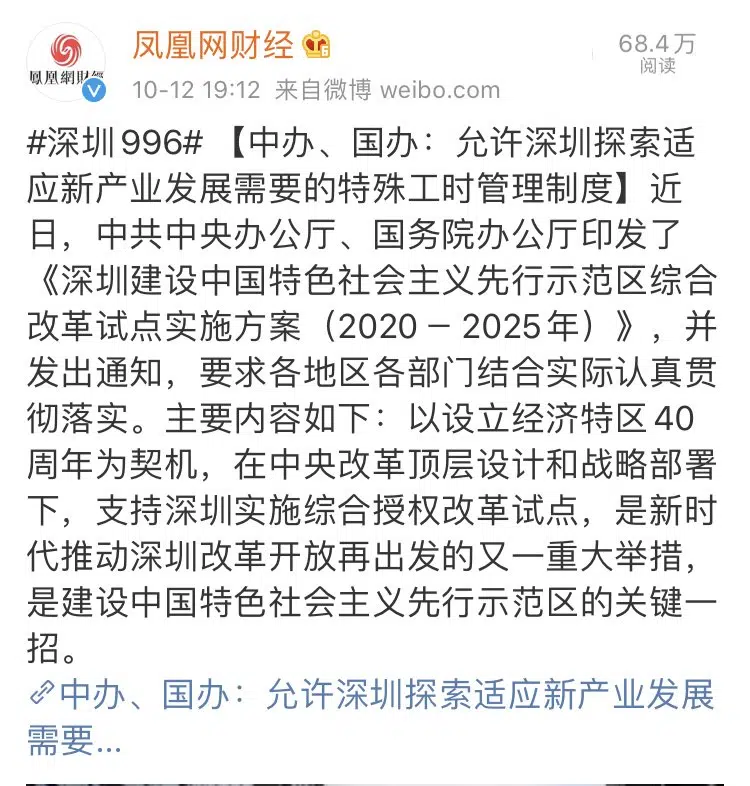 凤凰网财经
68.4万
阅读
鳳凰網財經
10-12 19:12 来自微博 weibo.com
#深圳996#【中办、国办：允许深圳探索适
应新产业发展需要的特殊工时管理制度】近
日，中共中央办公厅、国务院办公厅印发了
《深圳建设中国特色社会主义先行示范区综合
改革试点实施方案（2020－2025年）》，并
发出通知，要求各地区各部门结合实际认真贯
彻落实。主要内容如下：以设立经济特区40
周年为契机，在中央改革顶层设计和战略部署
下，支持深圳实施综合授权改革试点，是新时
代推动深圳改革开放再出发的又一重大举措，
是建设中国特色社会主义先行示范区的关键一
招。
中办、国办：允许深圳探索适应新产业发展
需要...